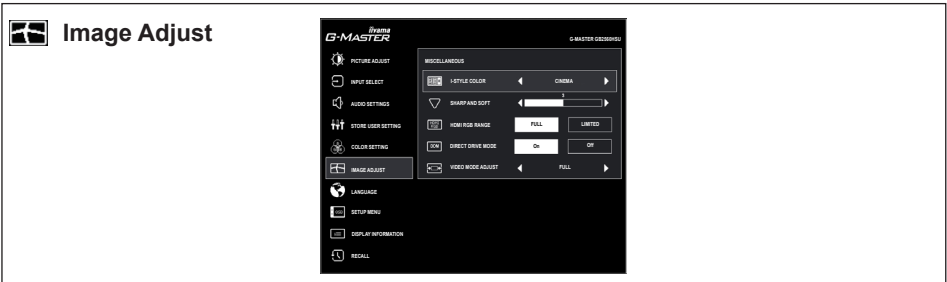 Image Adjust
iiyama
G-MASTER
G-MASTER GB2560HSU
PICTURE ADJUST
INPUT SELECT
AUDIO SETTINGS
STORE USER SETTING
COLOR SETTING
IMAGE ADJUST
LANGUAGE
SETUP MENU
DISPLAY INFORMATION
RECALL
MISCELLANEOUS
I-STYLE COLOR CINEMA
3
SHARP AND SOFT
HDMI RGB RANGE FULL LIMITED
DDM DIRECT DRIVE MODE On Off
VIDEO MODE ADJUST FULL